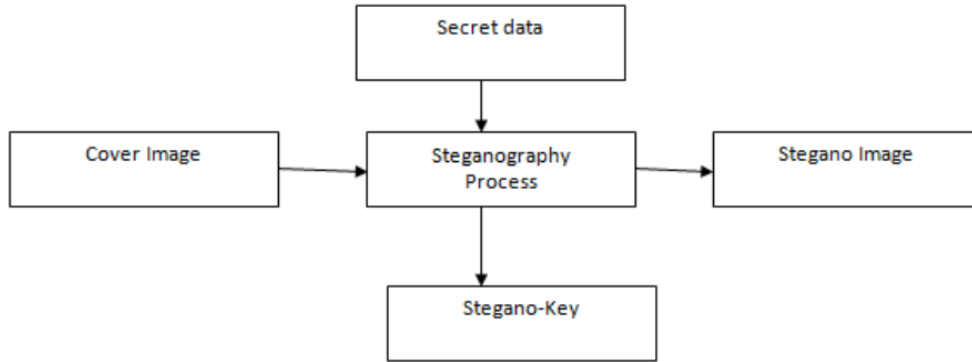 Secret data
Cover Image
Steganography
Process
Stegano Image
Stegano-Key